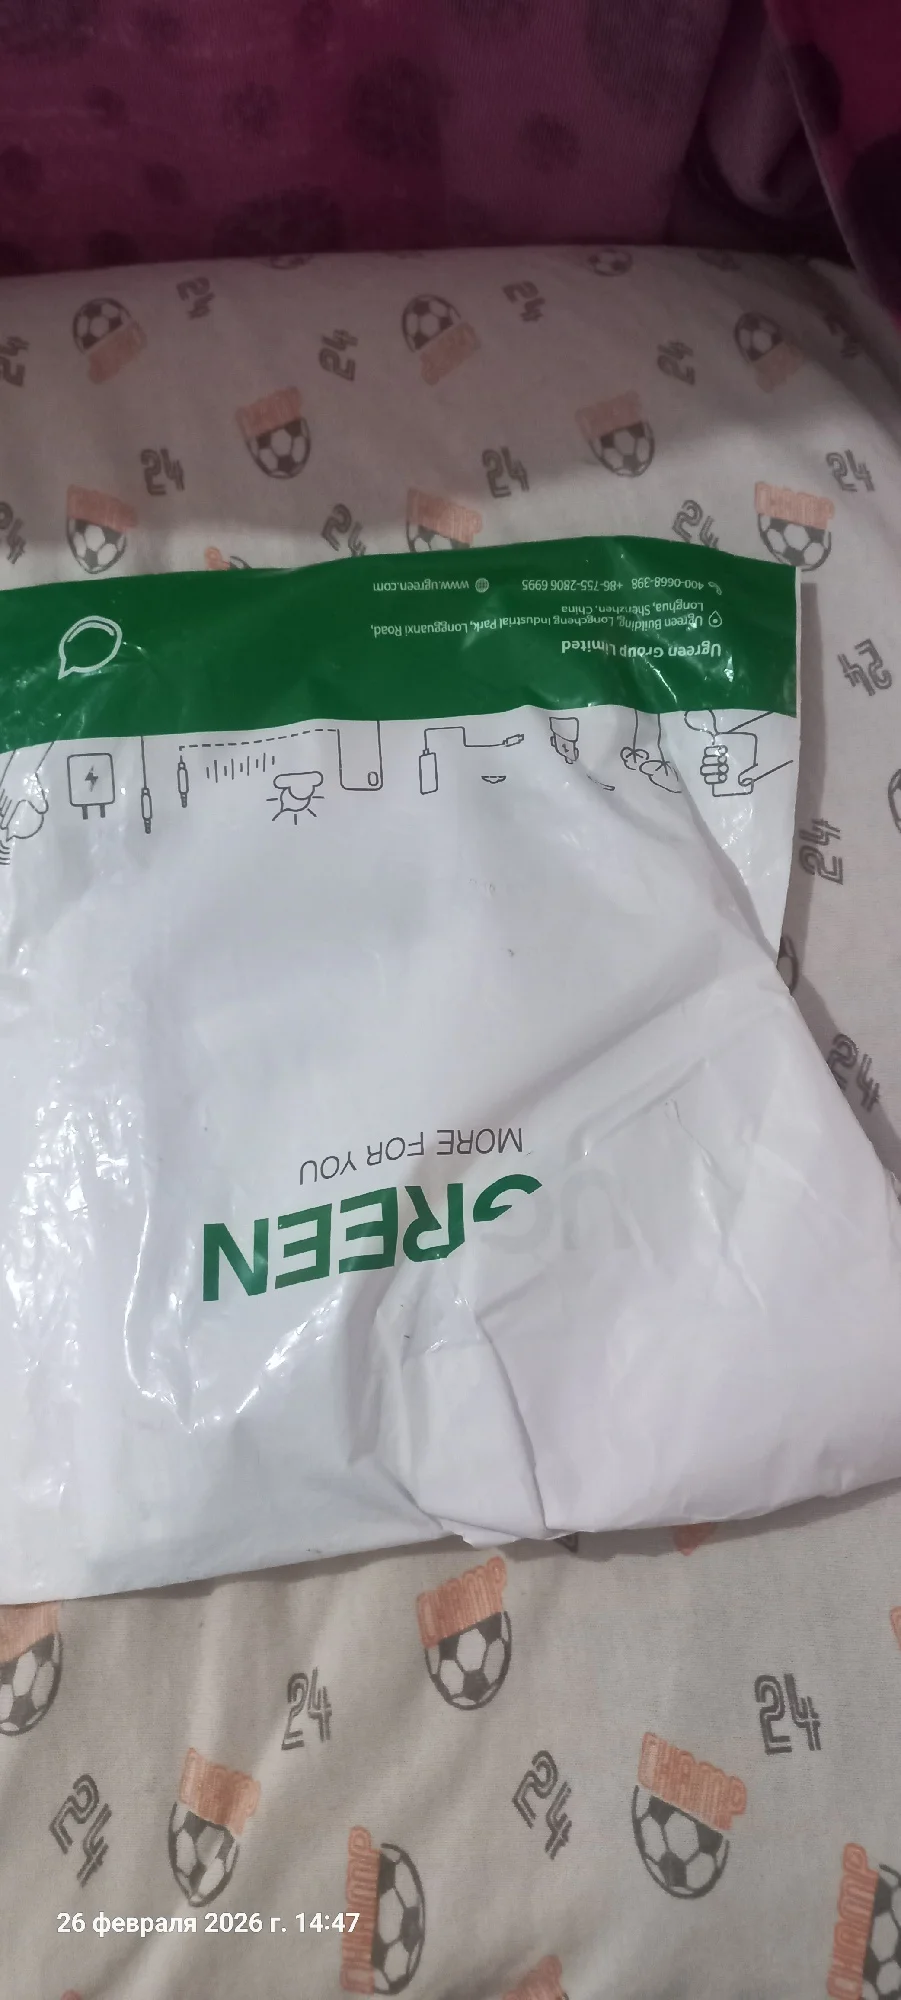 UGREEN
MORE FOR YOU
Ugreen Group Limited
Ugreen Building, Longcheng Industrial Park, Longguanxi Road,
Longhua, Shenzhen, China
400-0668-398 +86-755-2806 6995 www.ugreen.com
24
CHAMP
26 февраля 2026 г. 14:47